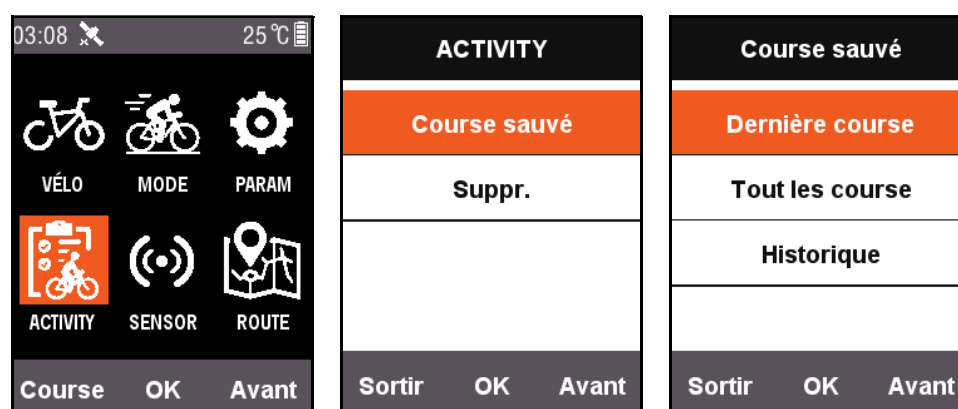 03:08 25℃
VÉLO MODE PARAM
ACTIVITY SENSOR ROUTE
Course OK Avant
ACTIVITY
Course sauvé
Suppr.
Sortir OK Avant
Course sauvé
Dernière course
Tout les course
Historique
Sortir OK Avant